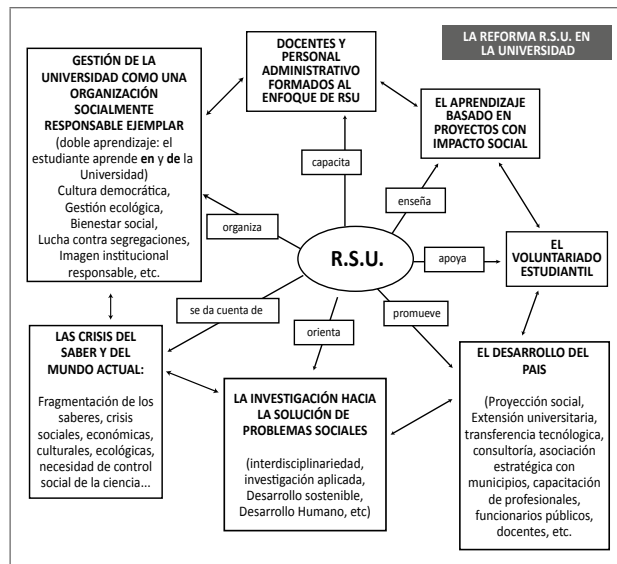 LA REFORMA R.S.U. EN
LA UNIVERSIDAD
GESTIÓN DE LA
UNIVERSIDAD COMO UNA
ORGANIZACIÓN
SOCIALMENTE
RESPONSABLE EJEMPLAR
(doble aprendizaje: el
estudiante aprende en y de la
Universidad)
Cultura democrática,
Gestión ecológica,
Bienestar social,
Lucha contra segregaciones,
Imagen institucional
responsable, etc.
DOCENTES Y
PERSONAL
ADMINISTRATIVO
FORMADOS AL
ENFOQUE DE RSU
EL APRENDIZAJE
BASADO EN
PROYECTOS CON
IMPACTO SOCIAL
capacita
enseña
organiza
R.S.U.
apoya
EL
VOLUNTARIADO
ESTUDIANTIL
se da cuenta de
orienta
promueve
LAS CRISIS DEL
SABER Y DEL
MUNDO ACTUAL:
Fragmentación de los
saberes, crisis
sociales, económicas,
culturales, ecológicas,
necesidad de control
social de la ciencia...
LA INVESTIGACIÓN HACIA
LA SOLUCIÓN DE
PROBLEMAS SOCIALES
(interdisciplinariedad,
investigación aplicada,
Desarrollo sostenible,
Desarrollo Humano, etc)
EL DESARROLLO DEL
PAIS
(Proyección social,
Extensión universitaria,
transferencia tecnólogica,
consultoría, asociación
estratégica con
municipios, capacitación
de profesionales,
funcionarios públicos,
docentes, etc.